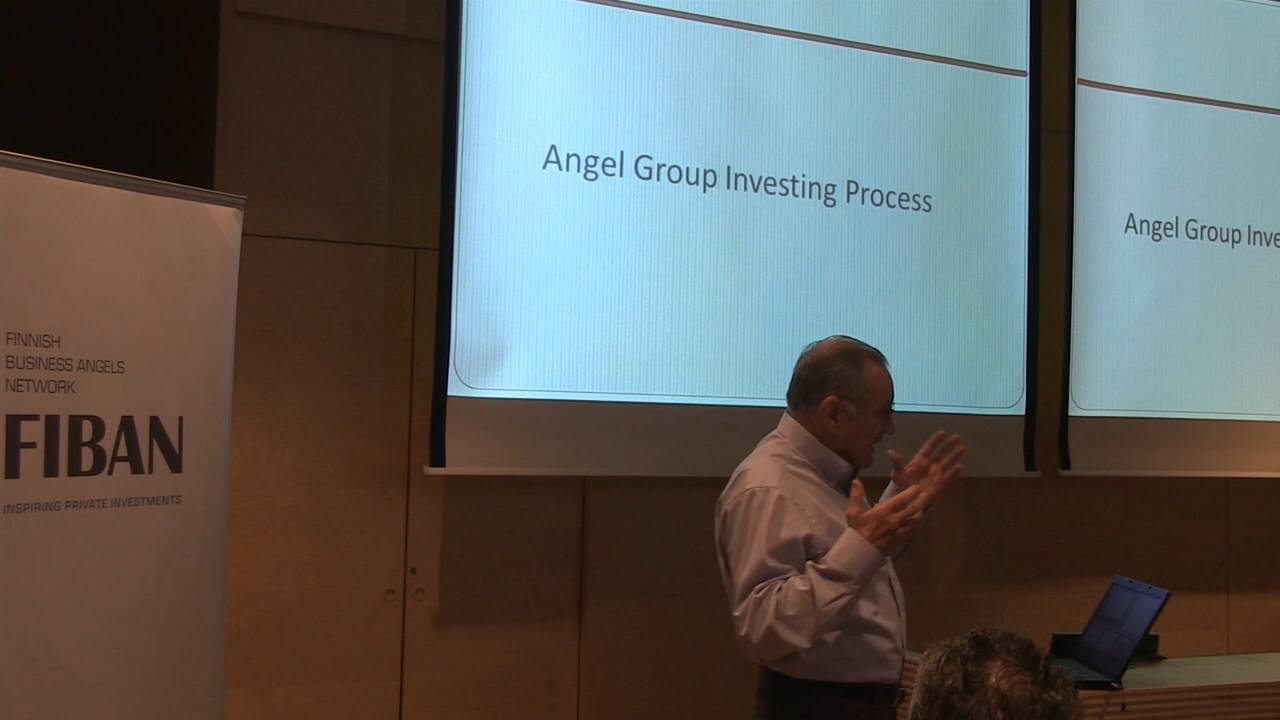 FINNISH
BUSINESS ANGELS
NETWORK
FIBAN
INSPIRING PRIVATE INVESTMENTS
Angel Group Investing Process
Angel Group Inve